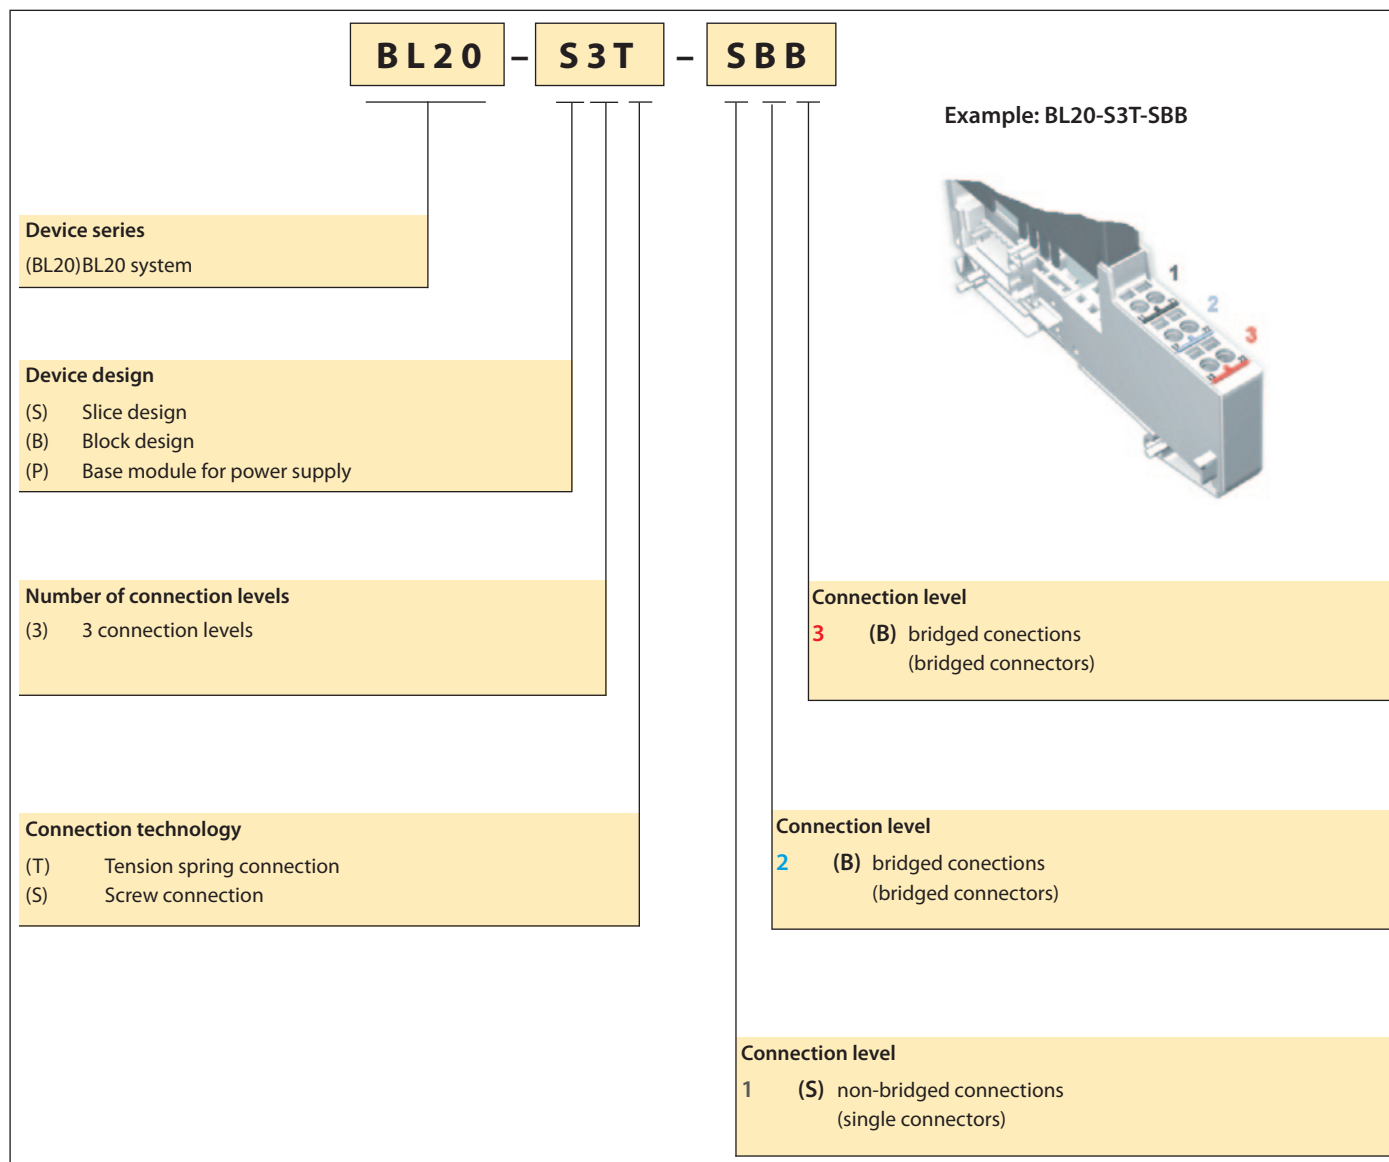 BL20 – S3T – SBB
Example: BL20-S3T-SBB
1
2
3
Device series
(BL20)BL20 system
Device design
(S) Slice design
(B) Block design
(P) Base module for power supply
Number of connection levels
(3) 3 connection levels
Connection level
3 (B) bridged conections
(bridged connectors)
Connection technology
(T) Tension spring connection
(S) Screw connection
Connection level
2 (B) bridged conections
(bridged connectors)
Connection level
1 (S) non-bridged connections
(single connectors)